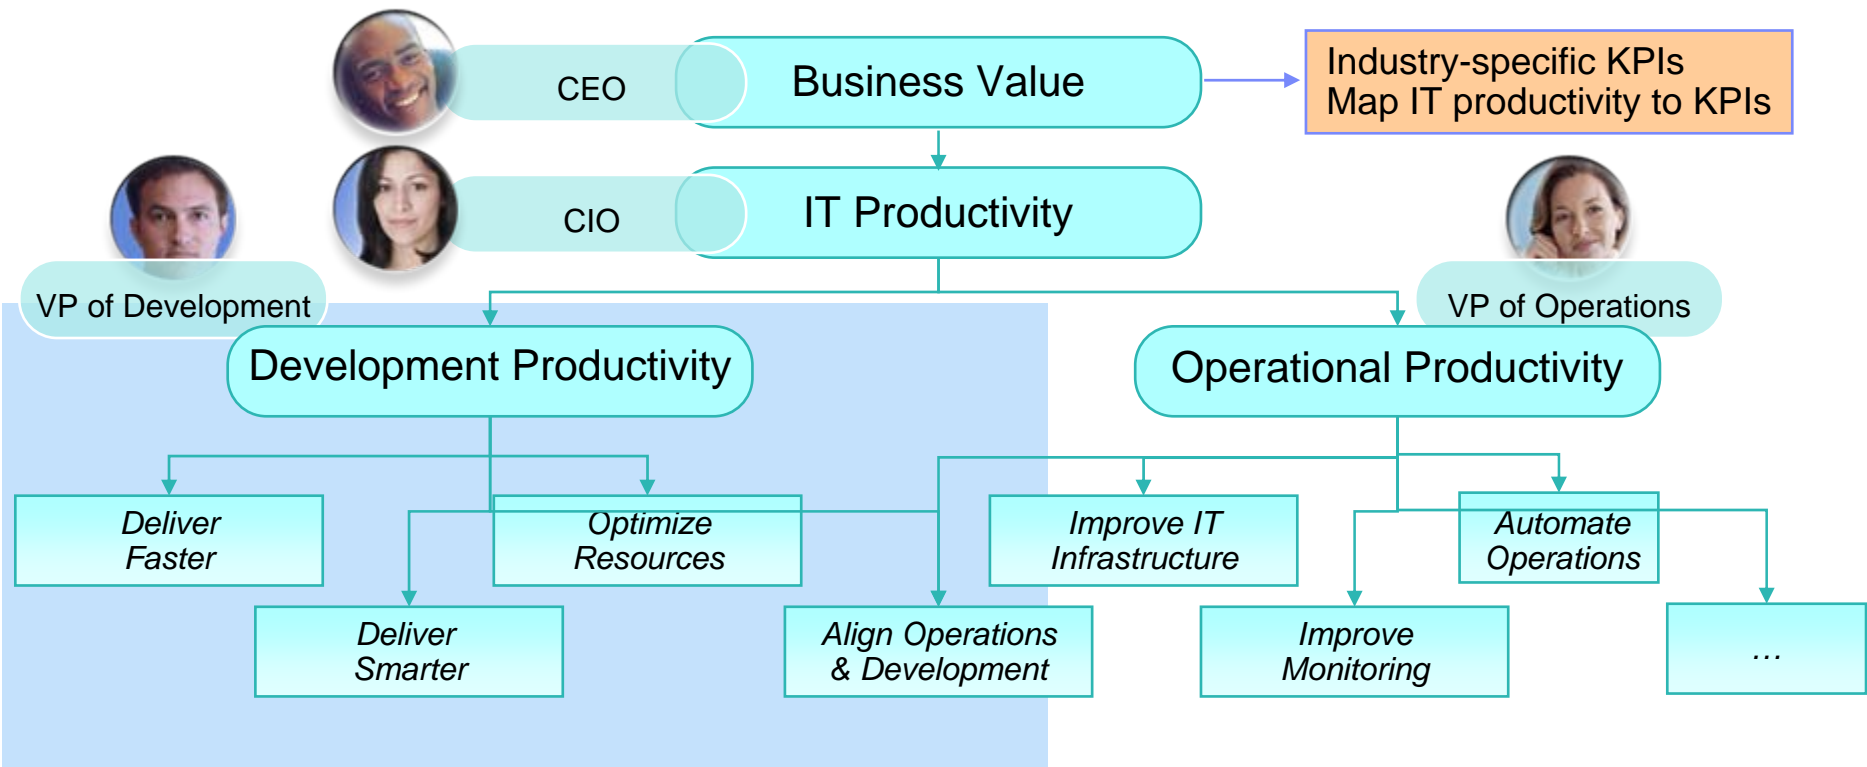 CEO
Business Value
Industry-specific KPIs
Map IT productivity to KPIs
CIO
IT Productivity
VP of Development
VP of Operations
Development Productivity
Operational Productivity
Deliver
Faster
Optimize
Resources
Improve IT
Infrastructure
Automate
Operations
Deliver
Smarter
Align Operations
& Development
Improve
Monitoring
…